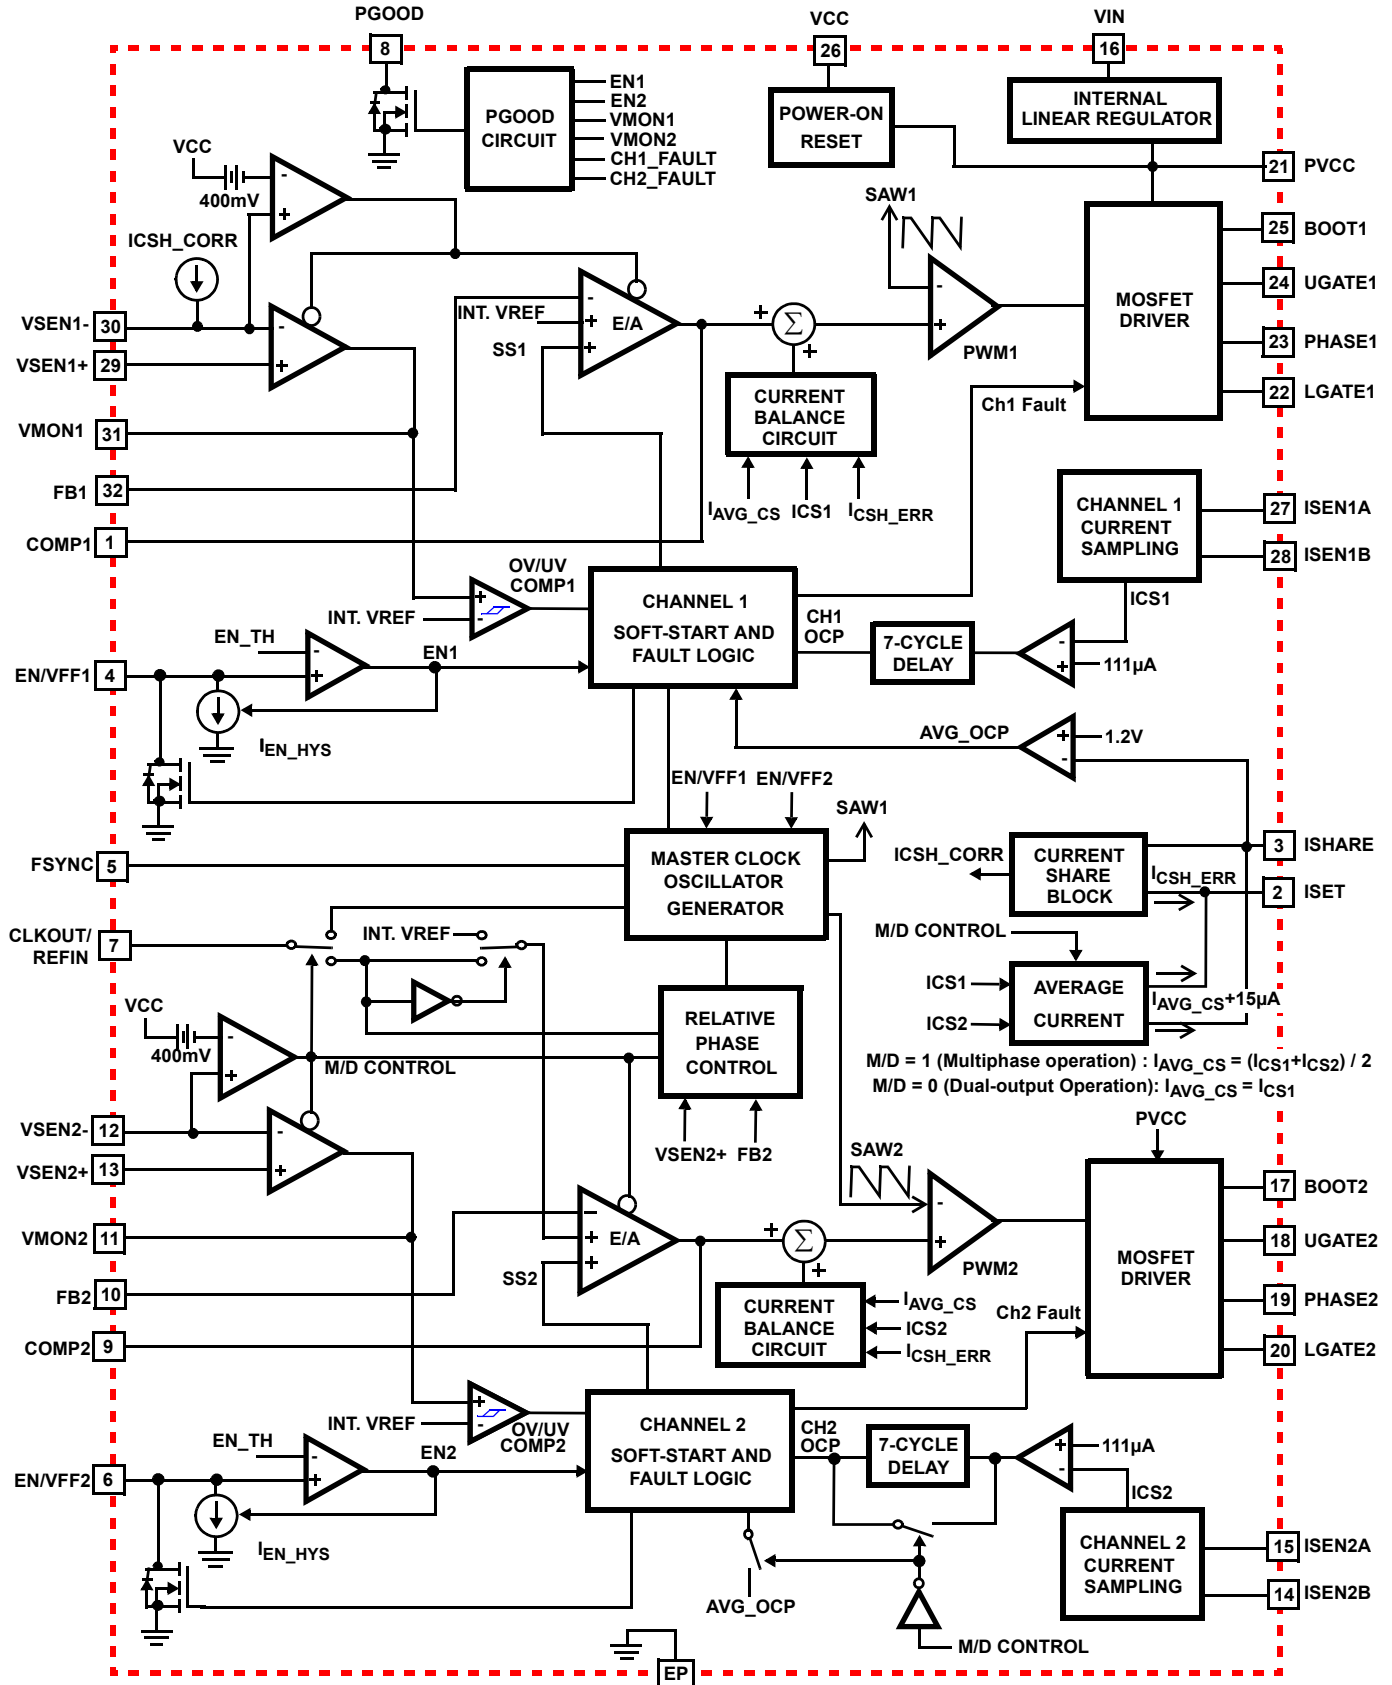 PGOOD
8
VCC
26
VIN
16
PGOOD
CIRCUIT
EN1
EN2
VMON1
VMON2
CH1_FAULT
CH2_FAULT
POWER-ON
RESET
INTERNAL
LINEAR REGULATOR
21 PVCC
VCC
400mV
-
+
ICSH_CORR
SAW1
MOSFET
DRIVER
25 BOOT1
24 UGATE1
23 PHASE1
22 LGATE1
VSEN1- 30
VSEN1+ 29
-
+
INT. VREF
SS1
-
+
+
E/A
+
Σ
+
-
+
PWM1
CURRENT
BALANCE
CIRCUIT
IAVG_CS
ICS1
ICSH_ERR
Ch1 Fault
VMON1 31
FB1 32
COMP1 1
CHANNEL 1
CURRENT
SAMPLING
27 ISEN1A
28 ISEN1B
ICS1
OV/UV
COMP1
+
-
INT. VREF
CHANNEL 1
SOFT-START AND
FAULT LOGIC
CH1
OCP
7-CYCLE
DELAY
-
+
111µA
EN_TH
-
+
EN1
EN/VFF1 4
IEN_HYS
AVG_OCP
+
-
1.2V
EN/VFF1 EN/VFF2
SAW1
FSYNC 5
MASTER CLOCK
OSCILLATOR
GENERATOR
ICSH_CORR
CURRENT
SHARE
BLOCK
ICSH_ERR
3 ISHARE
2 ISET
CLKOUT/
REFIN
7
INT. VREF
M/D CONTROL
ICS1
ICS2
AVERAGE
CURRENT
IAVG_CS+15µA
M/D = 1 (Multiphase operation) : IAVG_CS = (ICS1+ICS2) / 2
M/D = 0 (Dual-output Operation): IAVG_CS = ICS1
VCC
400mV
-
+
M/D CONTROL
RELATIVE
PHASE
CONTROL
VSEN2+ FB2
VSEN2- 12
VSEN2+ 13
-
+
PVCC
SAW2
MOSFET
DRIVER
17 BOOT2
18 UGATE2
19 PHASE2
20 LGATE2
VMON2 11
FB2 10
COMP2 9
−
+
+
E/A
SS2
+
Σ
+
-
+
PWM2
CURRENT
BALANCE
CIRCUIT
IAVG_CS
ICS2
ICSH_ERR
Ch2 Fault
+
-
INT. VREF
OV/UV
COMP2
CHANNEL 2
SOFT-START AND
FAULT LOGIC
CH2
OCP
7-CYCLE
DELAY
+
-
111µA
ICS2
EN_TH
-
+
EN2
EN/VFF2 6
IEN_HYS
CHANNEL 2
CURRENT
SAMPLING
15 ISEN2A
14 ISEN2B
AVG_OCP
M/D CONTROL
EP